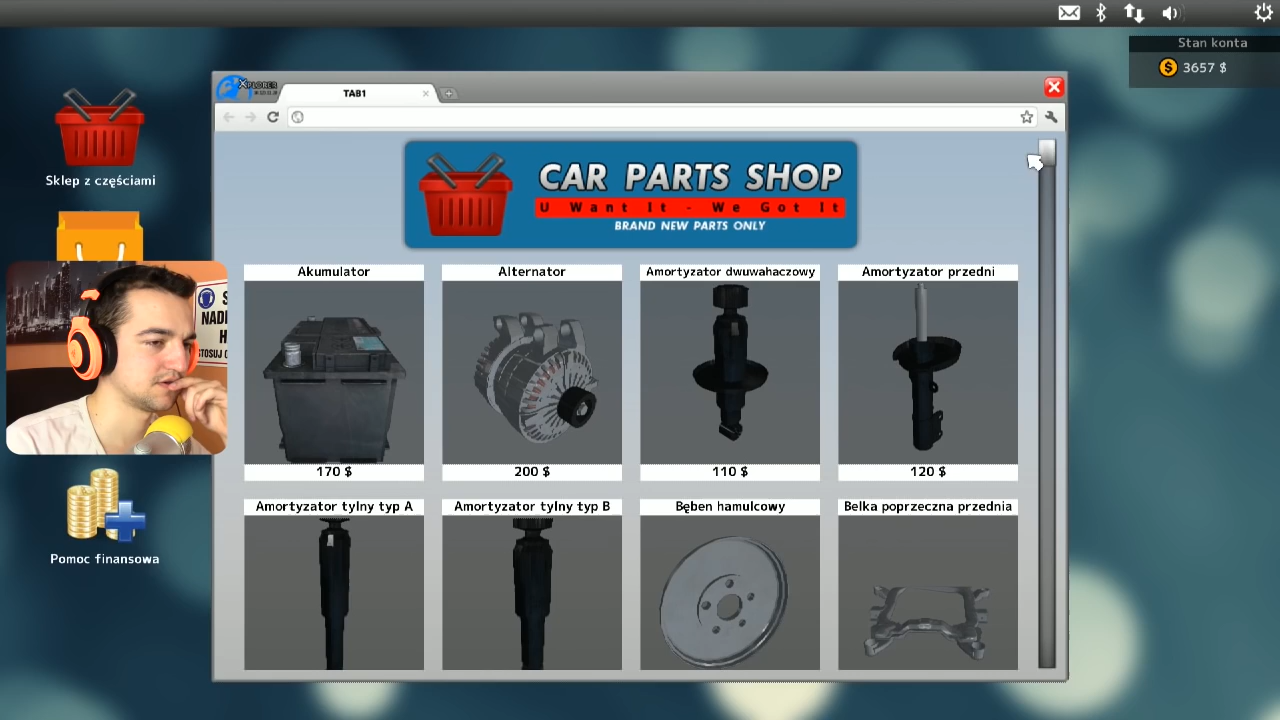 Stan konta
$ 3657 $
XPLORER
TAB1
Sklep z częściami
CAR PARTS SHOP
U Want It - We Got It
BRAND NEW PARTS ONLY
Akumulator
Alternator
Amortyzator dwuwahaczowy
Amortyzator przedni
170 $
200 $
110 $
120 $
Amortyzator tylny typ A
Amortyzator tylny typ B
Bęben hamulcowy
Belka poprzeczna przednia
Pomoc finansowa